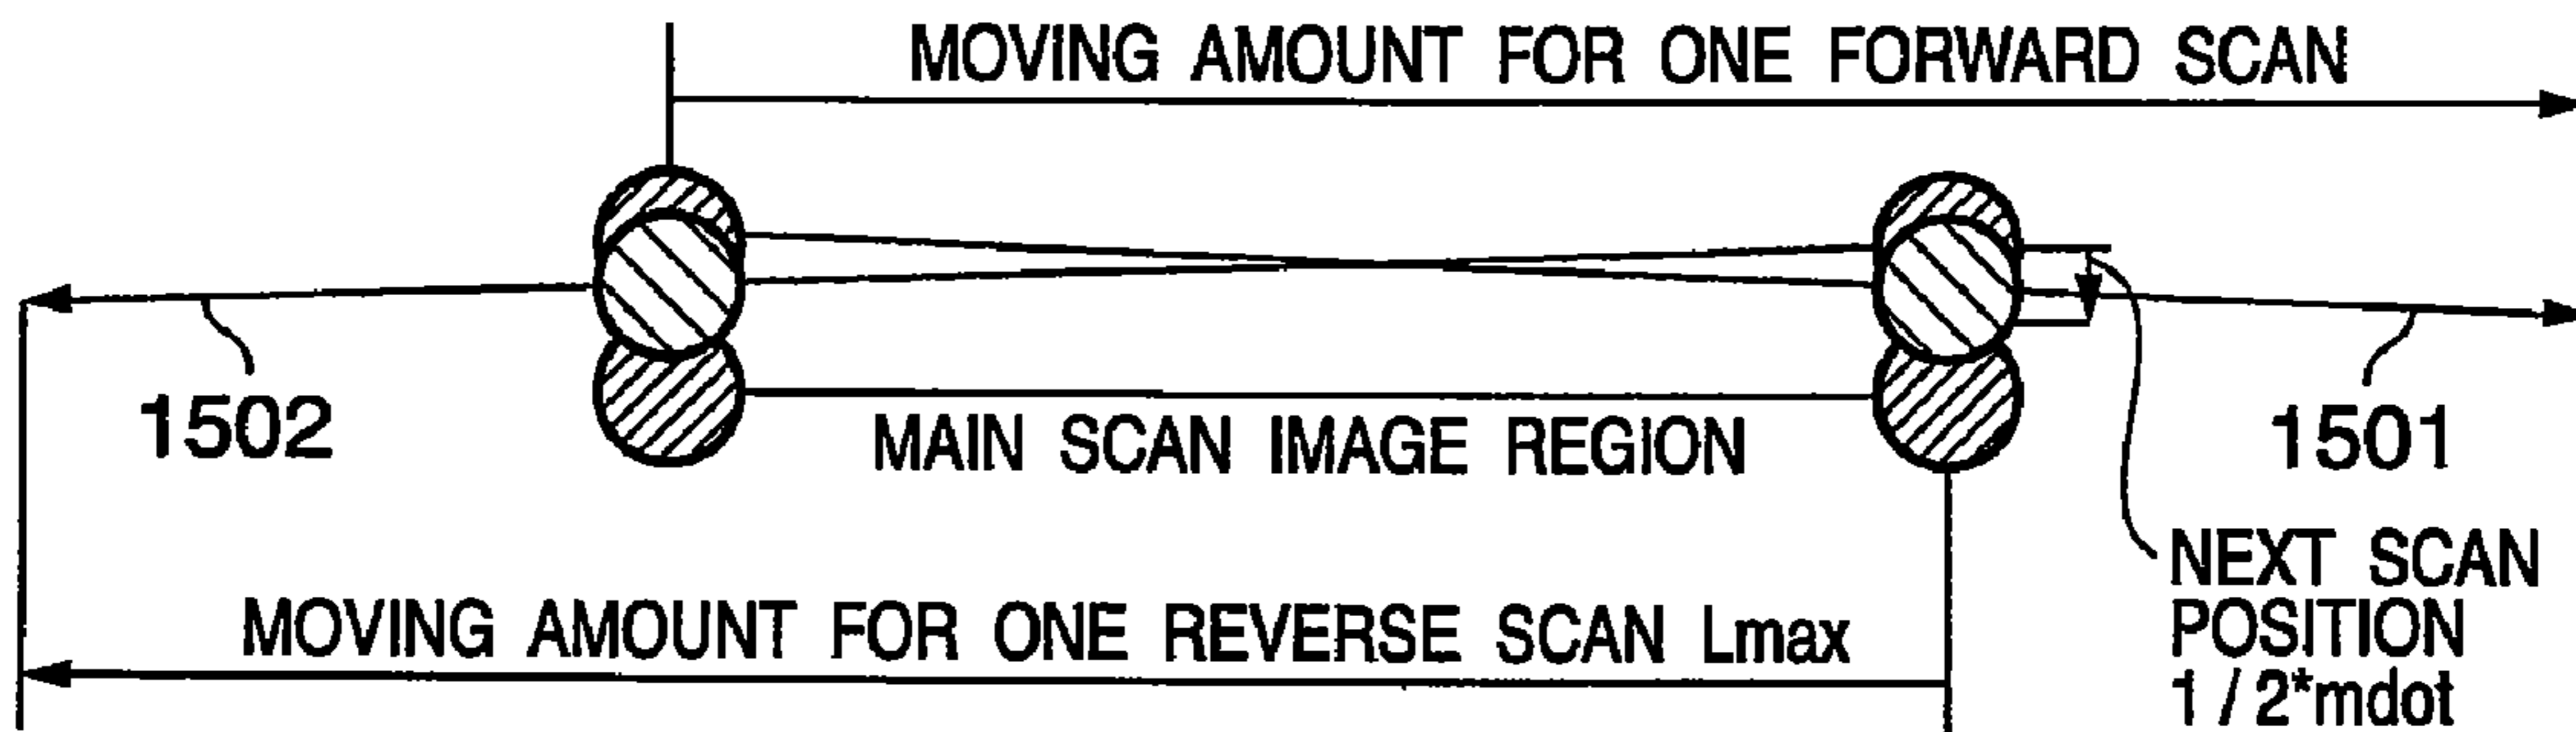 MOVING AMOUNT FOR ONE FORWARD SCAN
1502
MAIN SCAN IMAGE REGION
1501
NEXT SCAN
POSITION
1 / 2*mdot
MOVING AMOUNT FOR ONE REVERSE SCAN Lmax